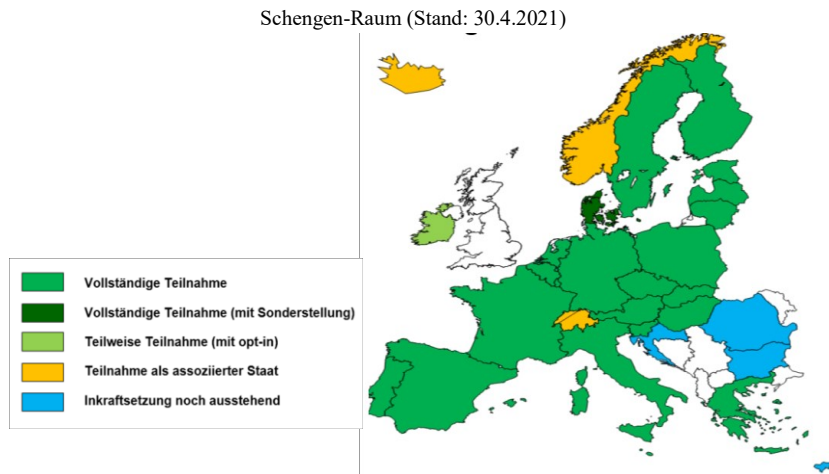 Schengen-Raum (Stand: 30.4.2021)
Vollständige Teilnahme
Vollständige Teilnahme (mit Sonderstellung)
Teilweise Teilnahme (mit opt-in)
Teilnahme als assoziierter Staat
Inkraftsetzung noch ausstehend